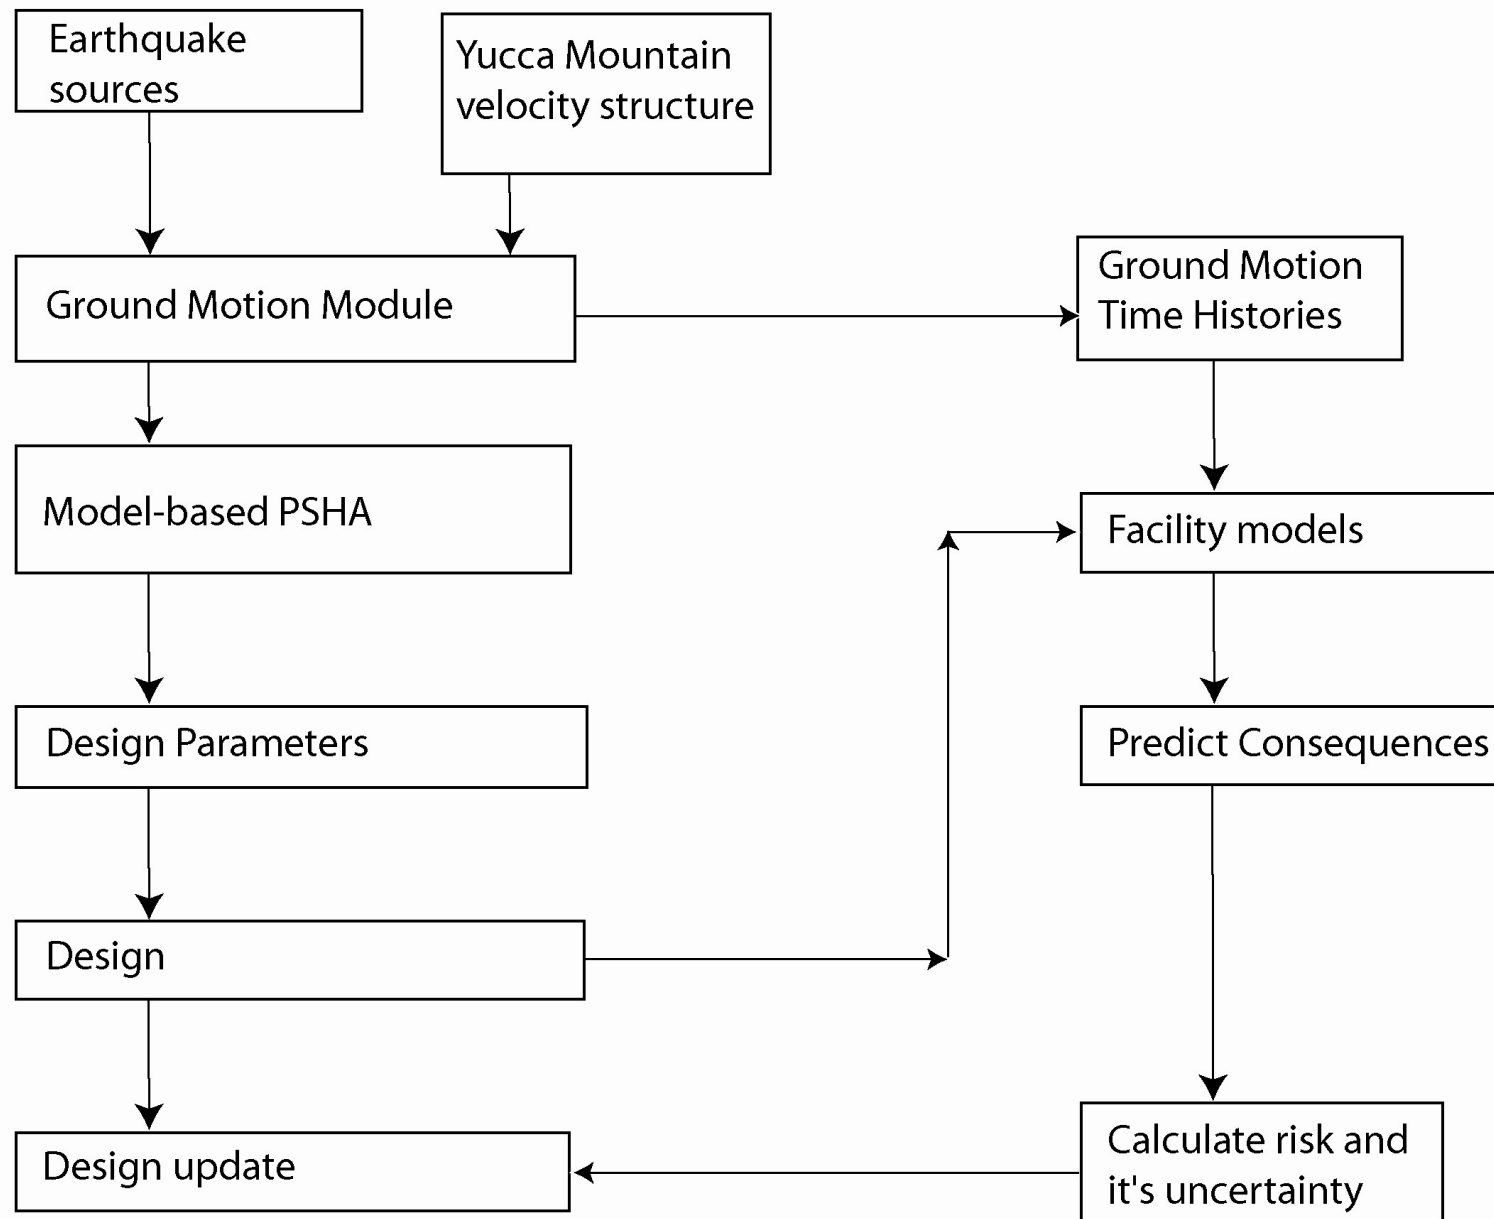 Earthquake
sources
Yucca Mountain
velocity structure
Ground Motion Module
Ground Motion
Time Histories
Model-based PSHA
Facility models
Design Parameters
Predict Consequences
Design
Design update
Calculate risk and
it's uncertainty